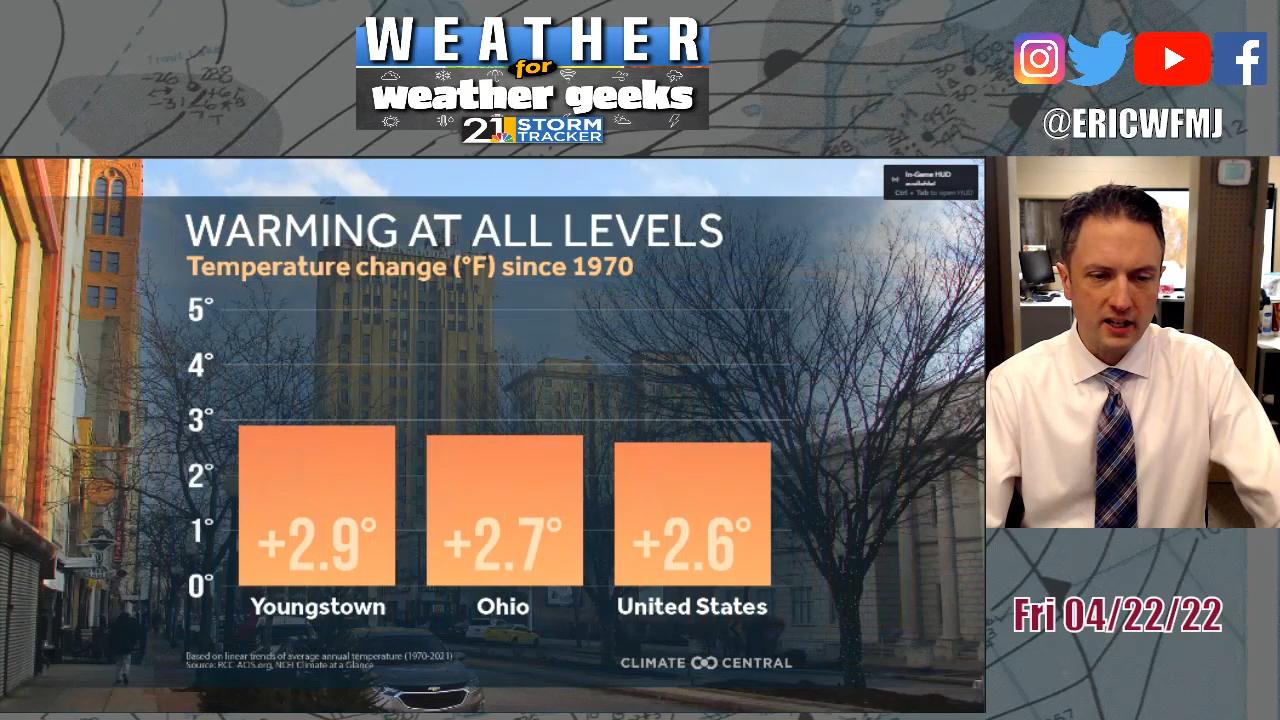 WEATHER
for
weather geeks
21 STORM
TRACKER
@ERICWFMJ
In-Game HUD
available!
Ctrl + Tab to open HUD
WARMING AT ALL LEVELS
Temperature change (°F) since 1970
5°
4°
3°
2°
1°
0°
+2.9°
+2.7°
+2.6°
Youngstown
Ohio
United States
Based on linear trends of average annual temperature (1970-2021)
Source: RCC-ACIS.org, NCEI Climate at a Glance
CLIMATE CENTRAL
Fri 04/22/22